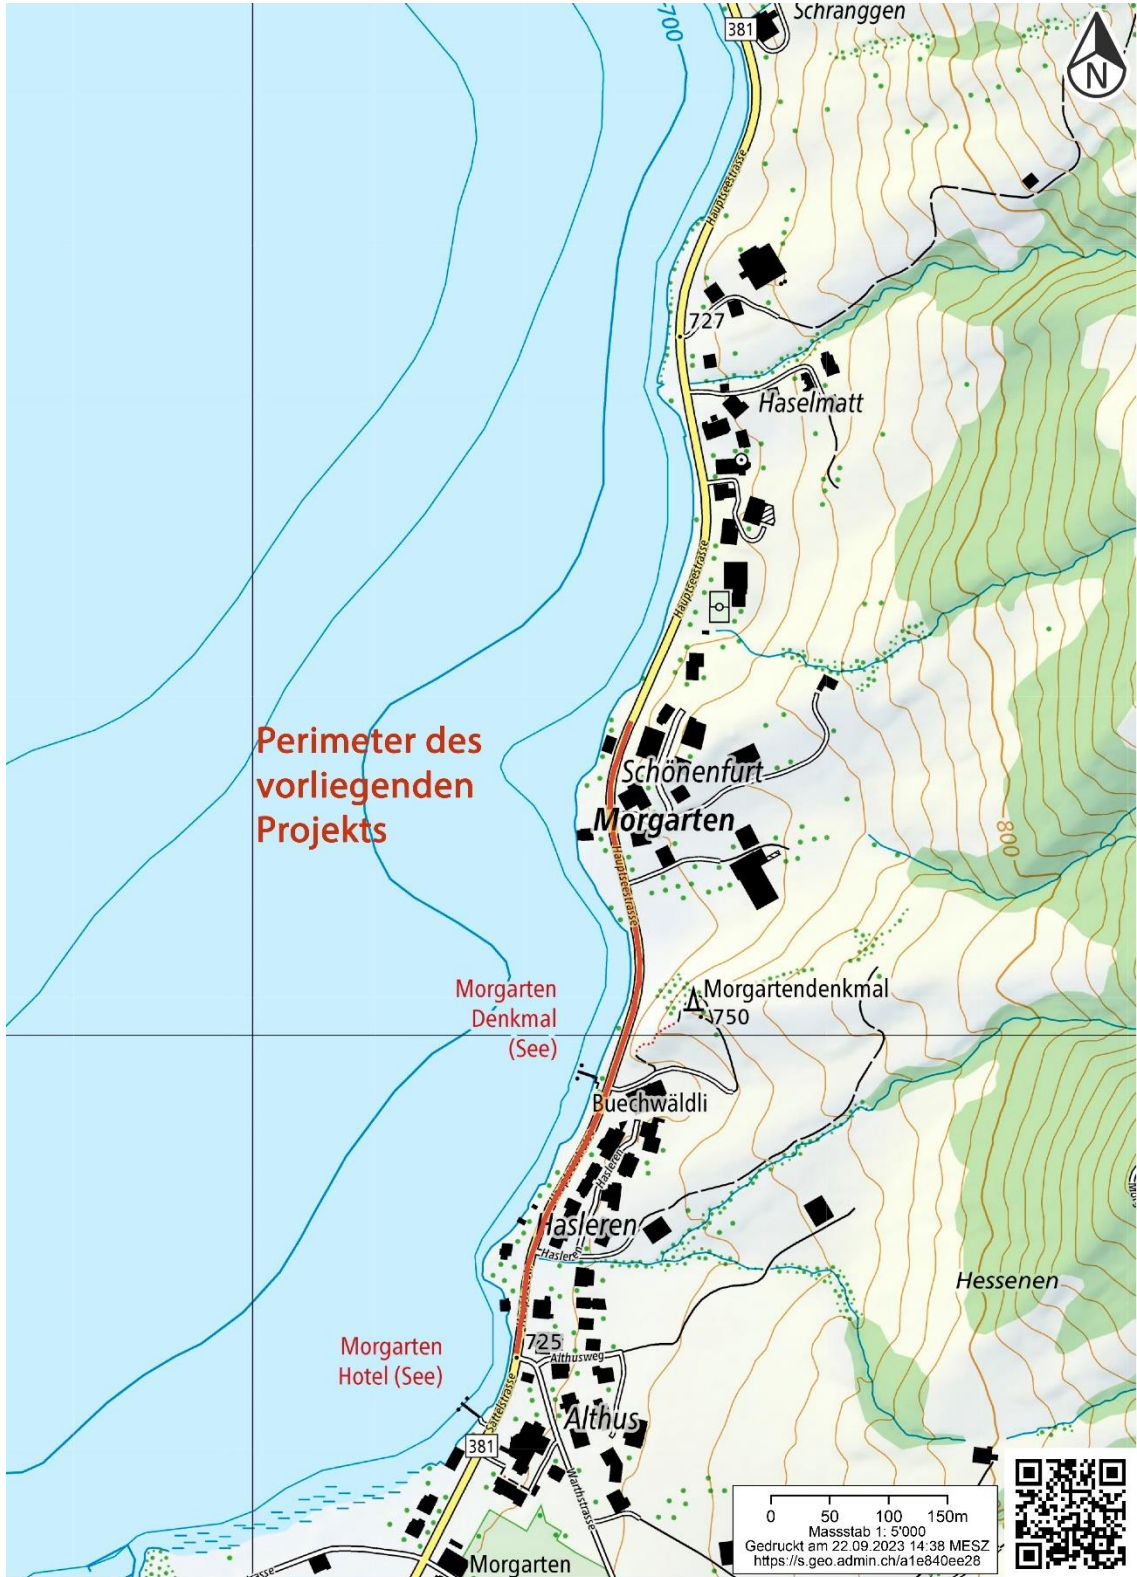 Schranggen
381
700
N
Hauptseestrasse
727
Haselmatt
Hauptseestrasse
Perimeter des
vorliegenden
Projekts
Schönenfurt
Morgarten
800
Hauptseestrasse
Morgarten
Denkmal
(See)
Morgartendenkmal
750
Buechwäldli
Hasleren
Hasleren
Hasleren
Hessenen
Morgarten
Hotel (See)
725
Althusweg
Sattelstrasse
Althus
381
Warthstrasse
Morgarten
0 50 100 150m
Massstab 1: 5'000
Gedruckt am 22.09.2023 14:38 MESZ
https://s.geo.admin.ch/a1e840ee28